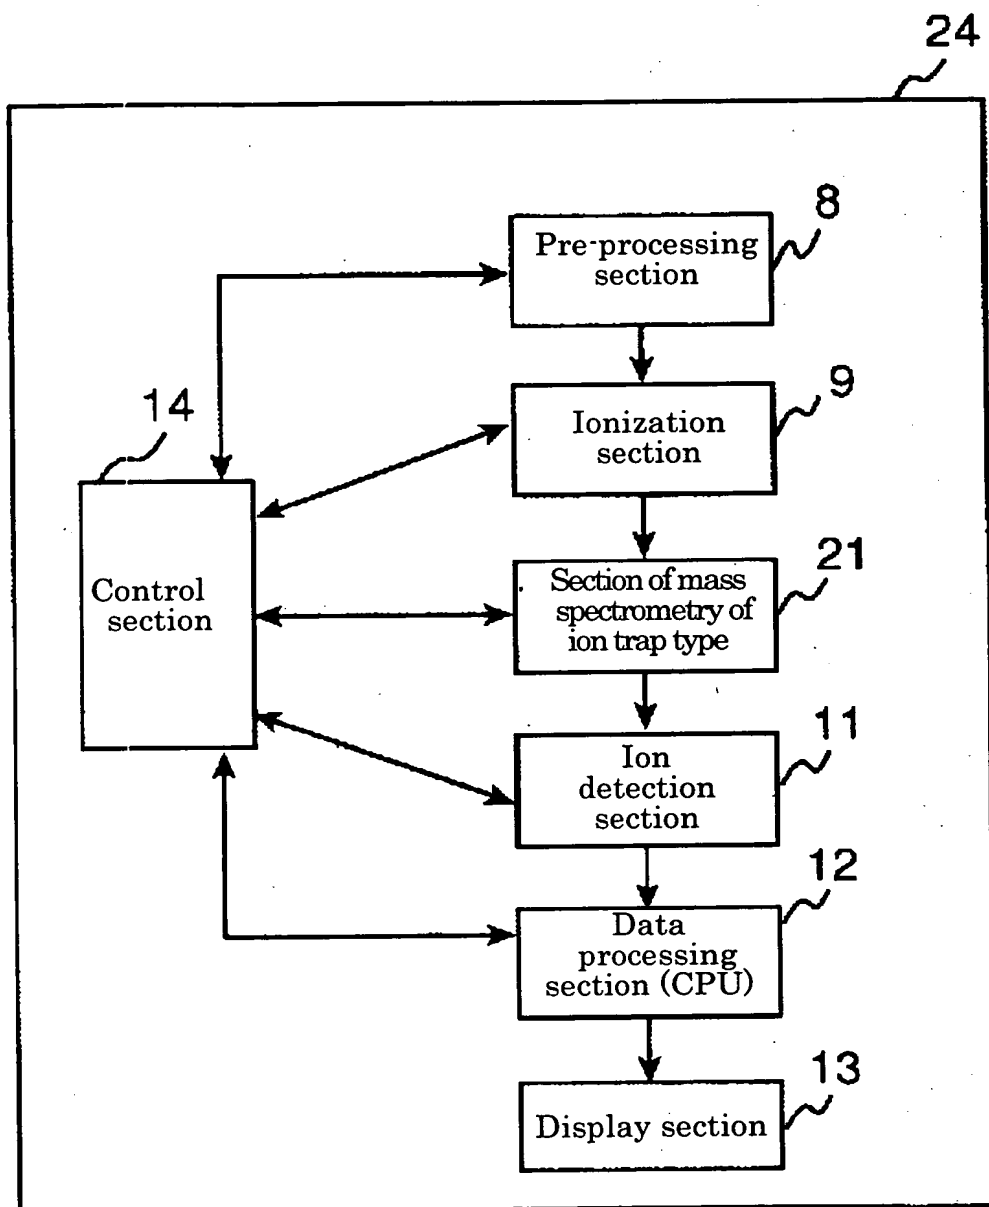 24
8
Pre-processing
section
9
Ionization
section
14
Control
section
21
Section of mass
spectrometry of
ion trap type
11
Ion
detection
section
12
Data
processing
section (CPU)
13
Display section